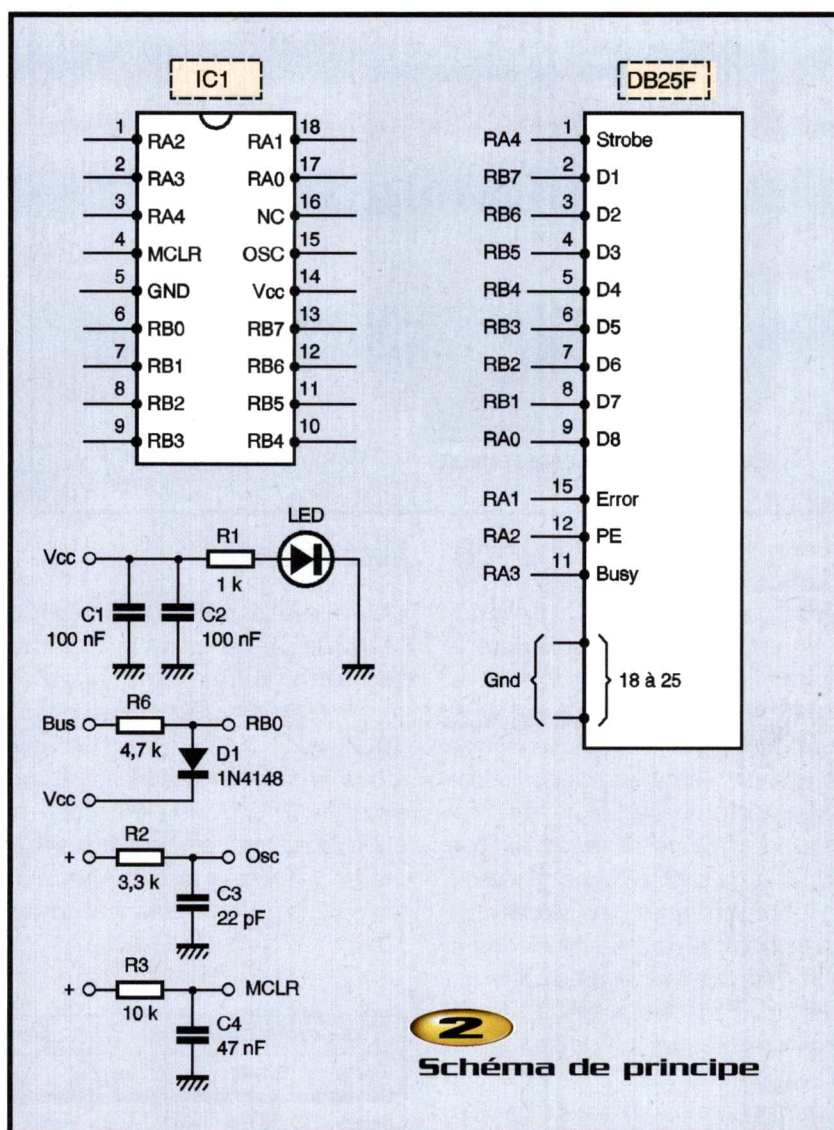 IC1
1 RA2 RA1 18
2 RA3 RA0 17
3 RA4 NC 16
4 MCLR OSC 15
5 GND Vcc 14
6 RB0 RB7 13
7 RB1 RB6 12
8 RB2 RB5 11
9 RB3 RB4 10
DB25F
RA4 1 Strobe
RB7 2 D1
RB6 3 D2
RB5 4 D3
RB4 5 D4
RB3 6 D5
RB2 7 D6
RB1 8 D7
RA0 9 D8
RA1 15 Error
RA2 12 PE
RA3 11 Busy
Gnd 18 à 25
LED
Vcc R1
1 k
C1 C2
100 nF 100 nF
Bus R6 RB0
4,7 k D1
1N4148
Vcc
+ R2 Osc
3,3 k C3
22 pF
+ R3 MCLR
10 k C4
47 nF
2
Schéma de principe